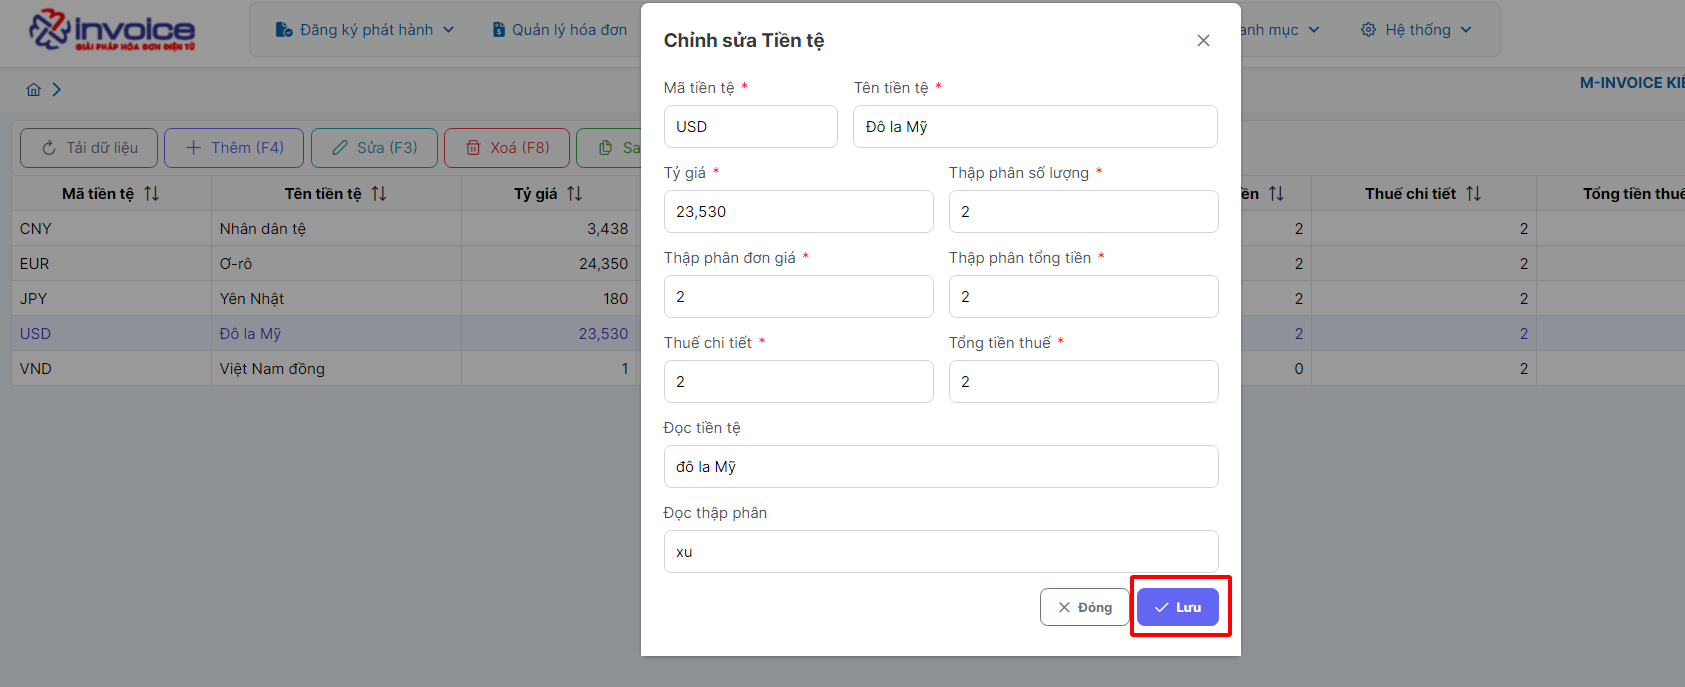 invoice
GIẢI PHÁP HÓA ĐƠN ĐIỆN TỬ
Đăng ký phát hành
Quản lý hóa đơn
anh mục
Hệ thống
M-INVOICE KI
Tải dữ liệu
Thêm (F4)
Sửa (F3)
Xoá (F8)
Sa
Mã tiền tệ Tên tiền tệ Tỷ giá ền Thuế chi tiết Tổng tiền thuế
CNY Nhân dân tệ 3,438 2 2
EUR Ơ-rô 24,350 2 2
JPY Yên Nhật 180 2 2
USD Đô la Mỹ 23,530 2 2
VND Việt Nam đồng 1 0 2
Chỉnh sửa Tiền tệ
Mã tiền tệ * Tên tiền tệ *
USD Đô la Mỹ
Tỷ giá * Thập phân số lượng *
23,530 2
Thập phân đơn giá * Thập phân tổng tiền *
2 2
Thuế chi tiết * Tổng tiền thuế *
2 2
Đọc tiền tệ
đô la Mỹ
Đọc thập phân
xu
Đóng Lưu